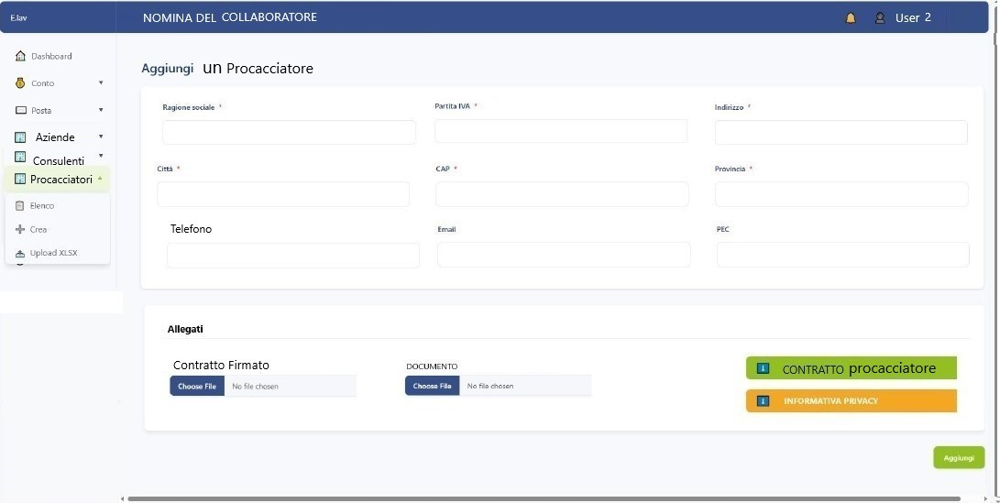 E.lav
NOMINA DEL COLLABORATORE
User 2
Dashboard
Conto
Posta
Aziende
Consulenti
Procacciatori
Elenco
Crea
Upload XLSX
Aggiungi un Procacciatore
Ragione sociale *
Partita IVA *
Indirizzo *
Città *
CAP *
Provincia *
Telefono
Email
PEC
Allegati
Contratto Firmato
Choose File No file chosen
DOCUMENTO
Choose File No file chosen
CONTRATTO procacciatore
INFORMATIVA PRIVACY
Aggiungi